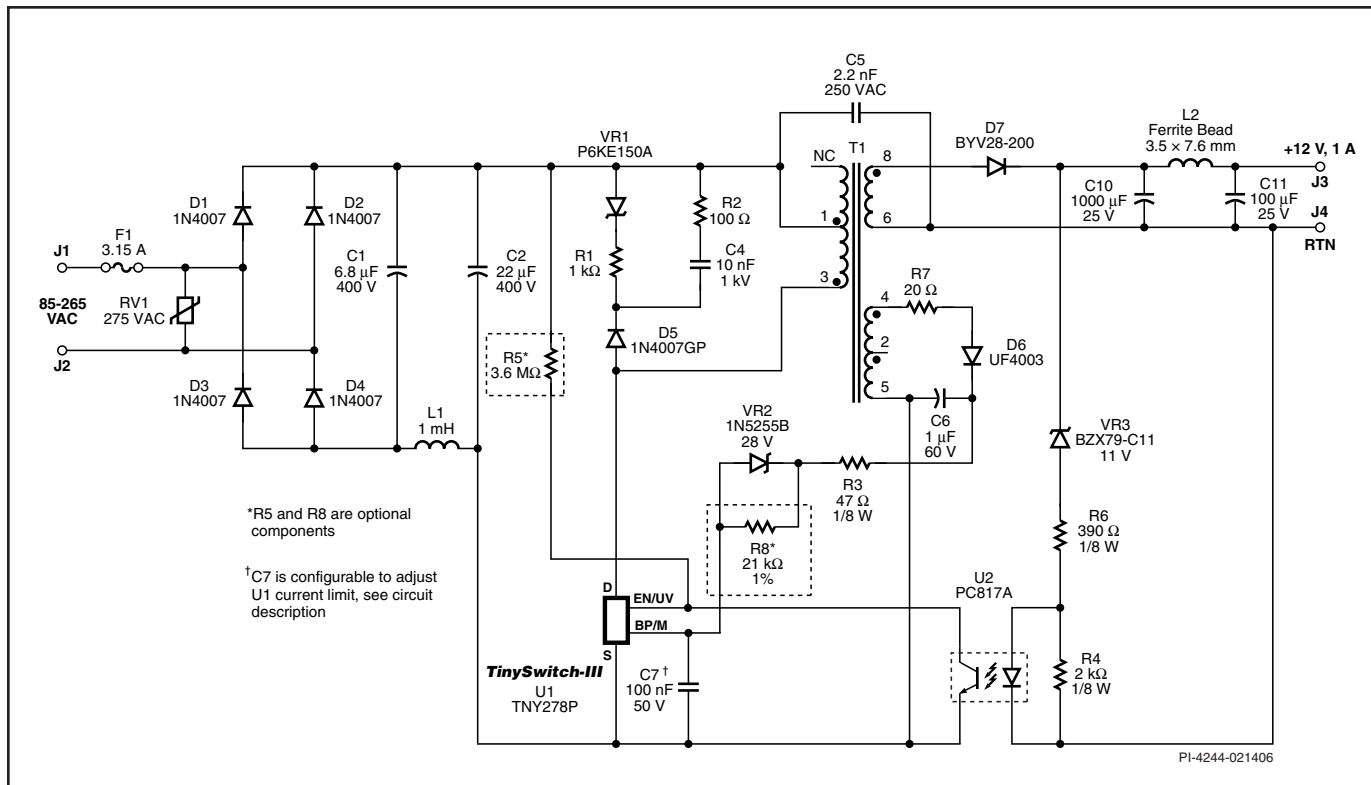 C5
2.2 nF
250 VAC
VR1
P6KE150A
NC
T1
8
D7
BYV28-200
L2
Ferrite Bead
3.5 × 7.6 mm
+12 V, 1 A
J3
D1
1N4007
D2
1N4007
R2
100 Ω
1
6
C10
1000 µF
25 V
C11
100 µF
25 V
J4
RTN
J1
F1
3.15 A
C1
6.8 µF
400 V
C2
22 µF
400 V
R1
1 kΩ
C4
10 nF
1 kV
3
R7
20 Ω
4
85-265
VAC
RV1
275 VAC
J2
R5*
3.6 MΩ
D5
1N4007GP
2
D6
UF4003
5
D3
1N4007
D4
1N4007
L1
1 mH
VR2
1N5255B
28 V
C6
1 µF
60 V
VR3
BZX79-C11
11 V
R3
47 Ω
1/8 W
*R5 and R8 are optional
components
R8*
21 kΩ
1%
R6
390 Ω
1/8 W
†C7 is configurable to adjust
U1 current limit, see circuit
description
D
EN/UV
BP/M
S
U2
PC817A
TinySwitch-III
U1
TNY278P
C7†
100 nF
50 V
R4
2 kΩ
1/8 W
PI-4244-021406